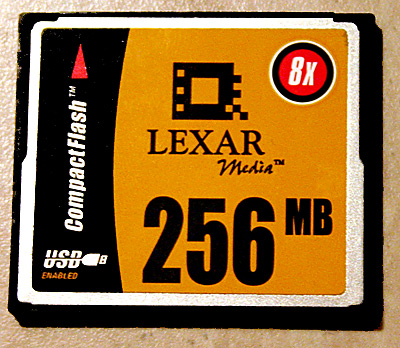 CompactFlash™
8x
LEXAR
Media™
256 MB
USB
ENABLED